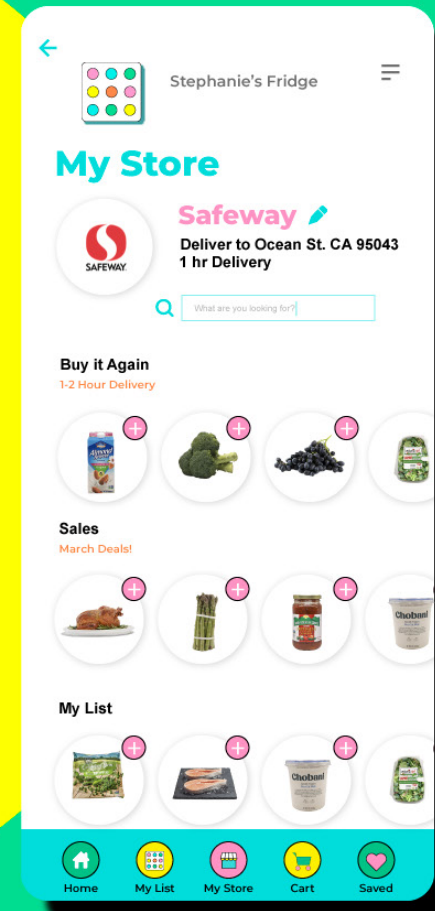 Stephanie's Fridge
My Store
Safeway
SAFEWAY.
Deliver to Ocean St. CA 95043
1 hr Delivery
What are you looking for?
Buy it Again
1-2 Hour Delivery
Almond
Sales
March Deals!
Chobani
My List
Chobani
Home
My List
My Store
Cart
Saved